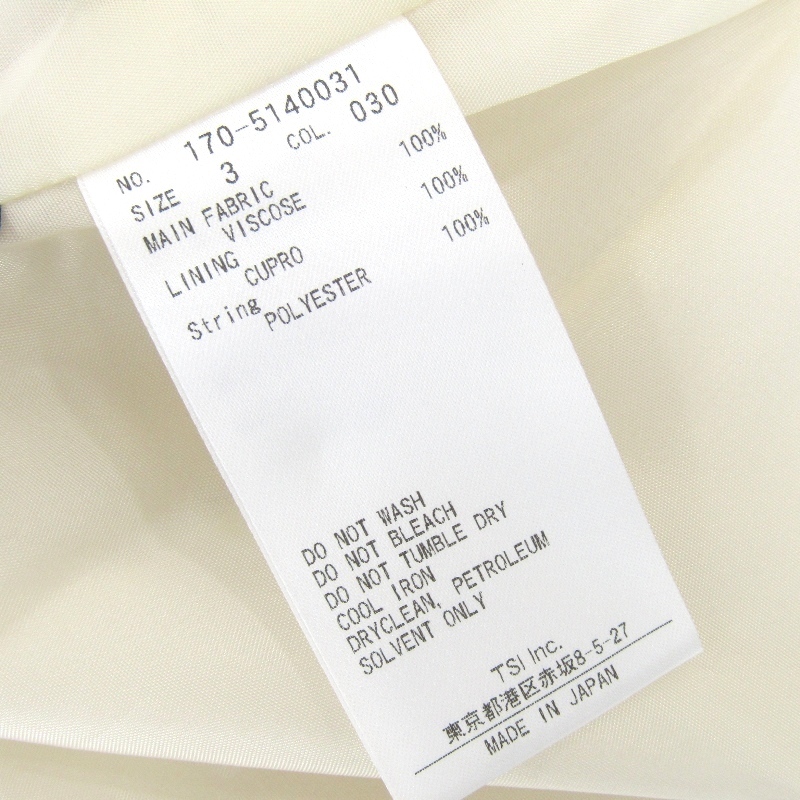 NO. 170-5140031
SIZE 3 COL. 030
MAIN FABRIC
VISCOSE 100%
LINING
CUPRO 100%
String
POLYESTER 100%
DO NOT WASH
DO NOT BLEACH
DO NOT TUMBLE DRY
COOL IRON
DRYCLEAN, PETROLEUM
SOLVENT ONLY
TSI Inc.
東京都港区赤坂8-5-27
MADE IN JAPAN